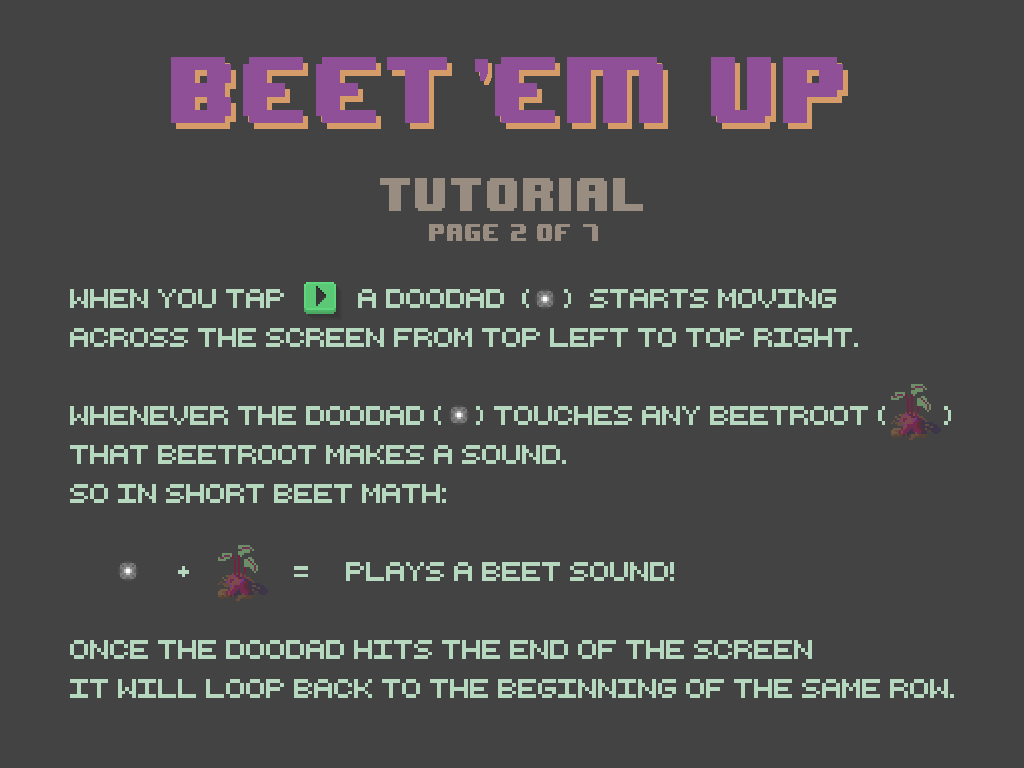 BEET 'EM UP
TUTORIAL
PAGE 2 OF 7
WHEN YOU TAP A DOODAD ( ) STARTS MOVING
ACROSS THE SCREEN FROM TOP LEFT TO TOP RIGHT.
WHENEVER THE DOODAD ( ) TOUCHES ANY BEETROOT ( )
THAT BEETROOT MAKES A SOUND.
SO IN SHORT BEET MATH:
+ = PLAYS A BEET SOUND!
ONCE THE DOODAD HITS THE END OF THE SCREEN
IT WILL LOOP BACK TO THE BEGINNING OF THE SAME ROW.